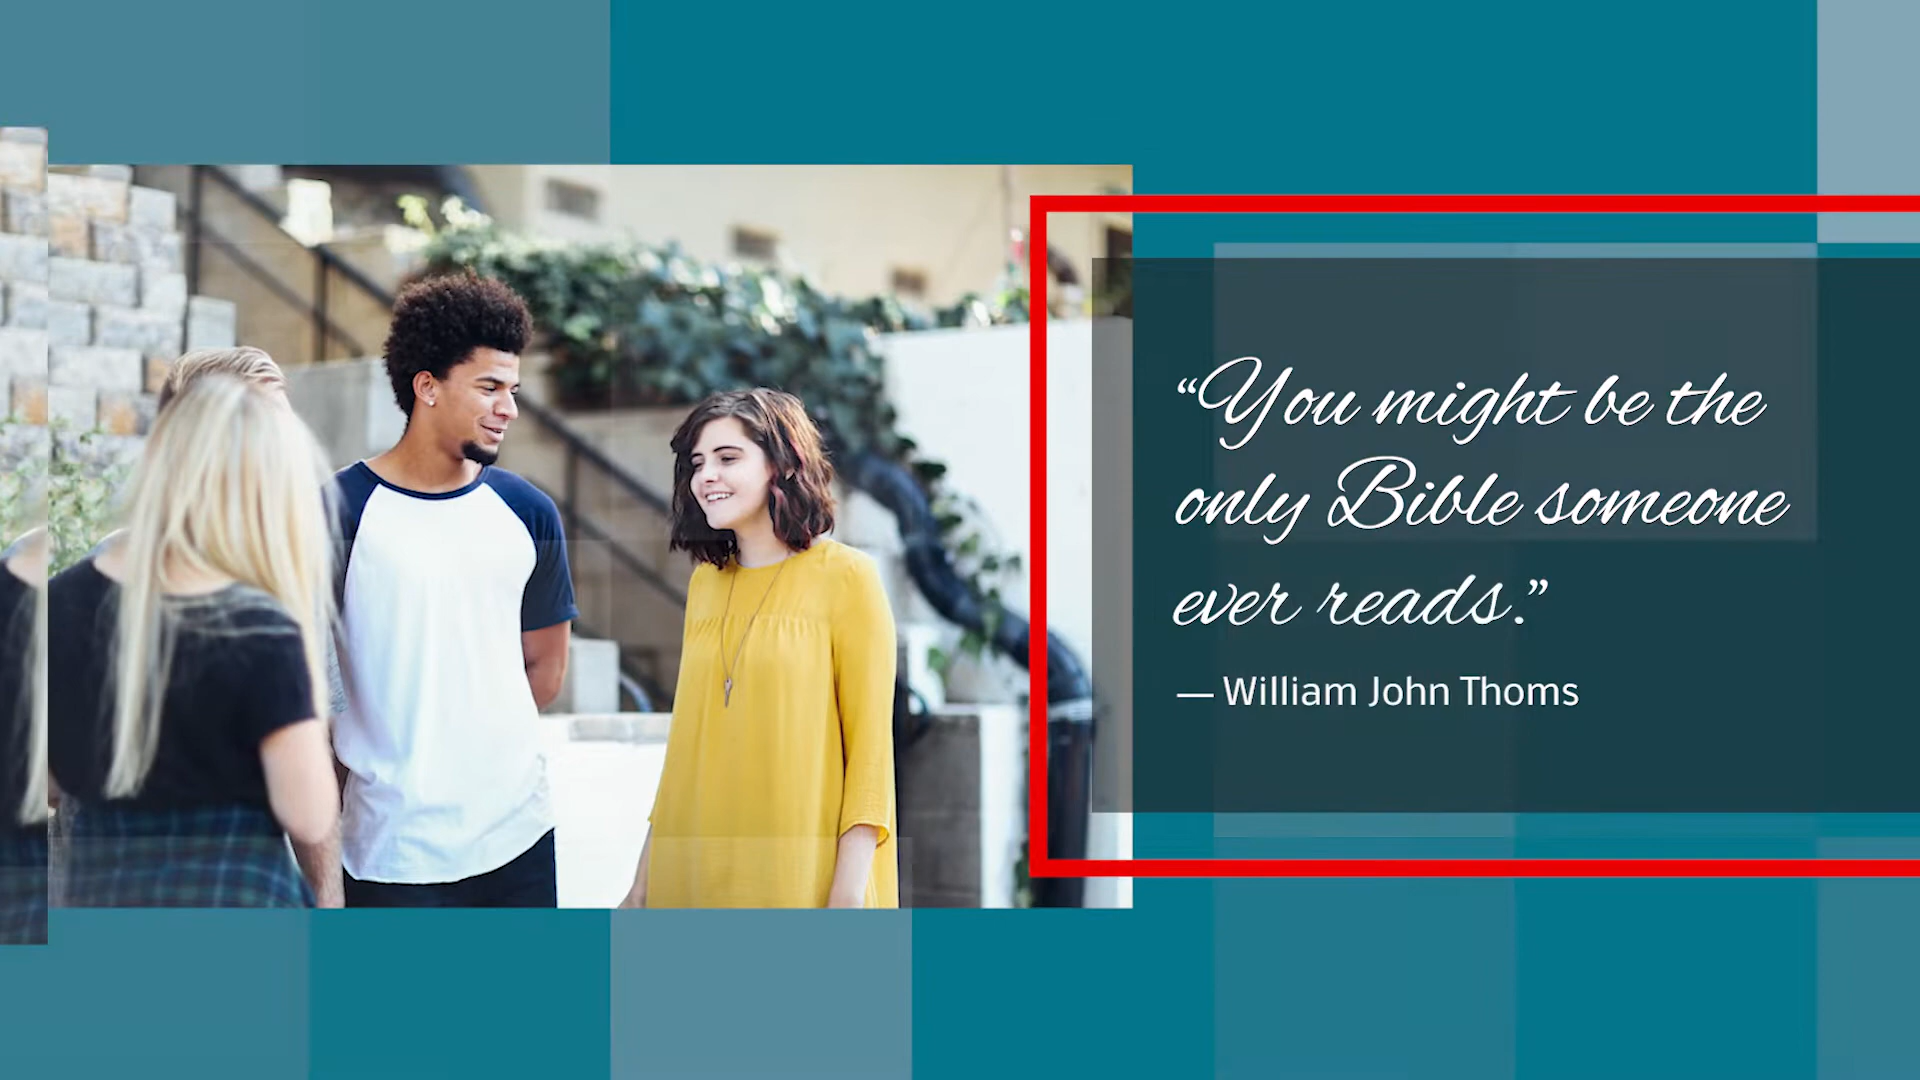 “You might be the
only Bible someone
ever reads.”
— William John Thoms